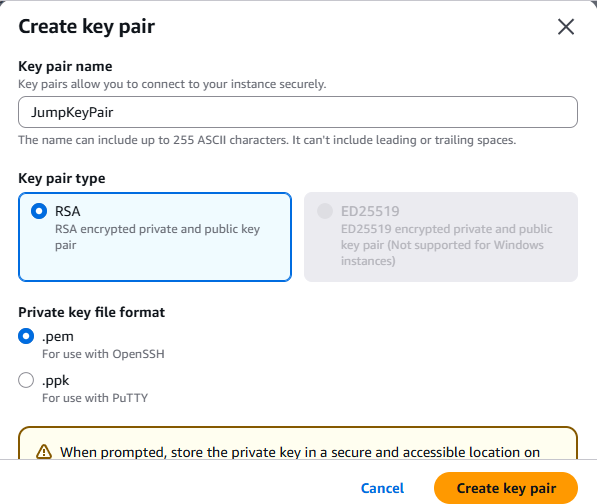 Create key pair
Key pair name
Key pairs allow you to connect to your instance securely.
JumpKeyPair
The name can include up to 255 ASCII characters. It can't include leading or trailing spaces.
Key pair type
RSA
RSA encrypted private and public key
pair
ED25519
ED25519 encrypted private and public
key pair (Not supported for Windows
instances)
Private key file format
.pem
For use with OpenSSH
.ppk
For use with PuTTY
When prompted, store the private key in a secure and accessible location on
Cancel
Create key pair